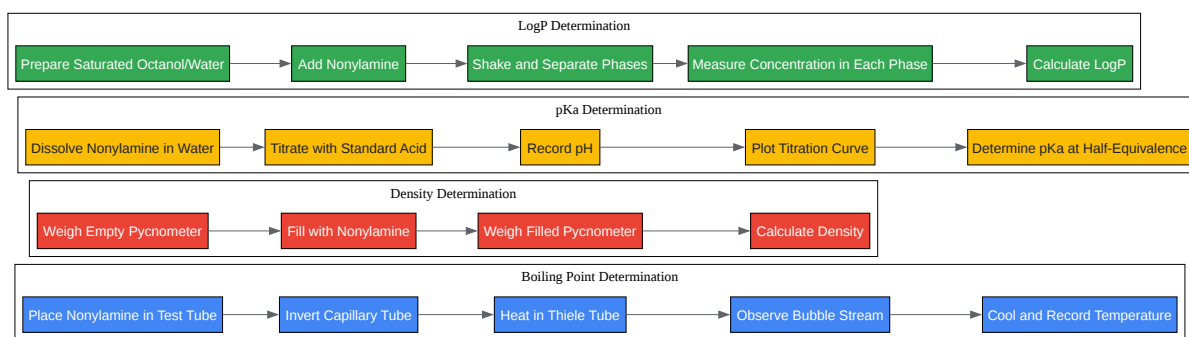 LogP Determination
Prepare Saturated Octanol/Water
Add Nonylamine
Shake and Separate Phases
Measure Concentration in Each Phase
Calculate LogP
pKa Determination
Dissolve Nonylamine in Water
Titrate with Standard Acid
Record pH
Plot Titration Curve
Determine pKa at Half-Equivalence
Density Determination
Weigh Empty Pycnometer
Fill with Nonylamine
Weigh Filled Pycnometer
Calculate Density
Boiling Point Determination
Place Nonylamine in Test Tube
Invert Capillary Tube
Heat in Thiele Tube
Observe Bubble Stream
Cool and Record Temperature